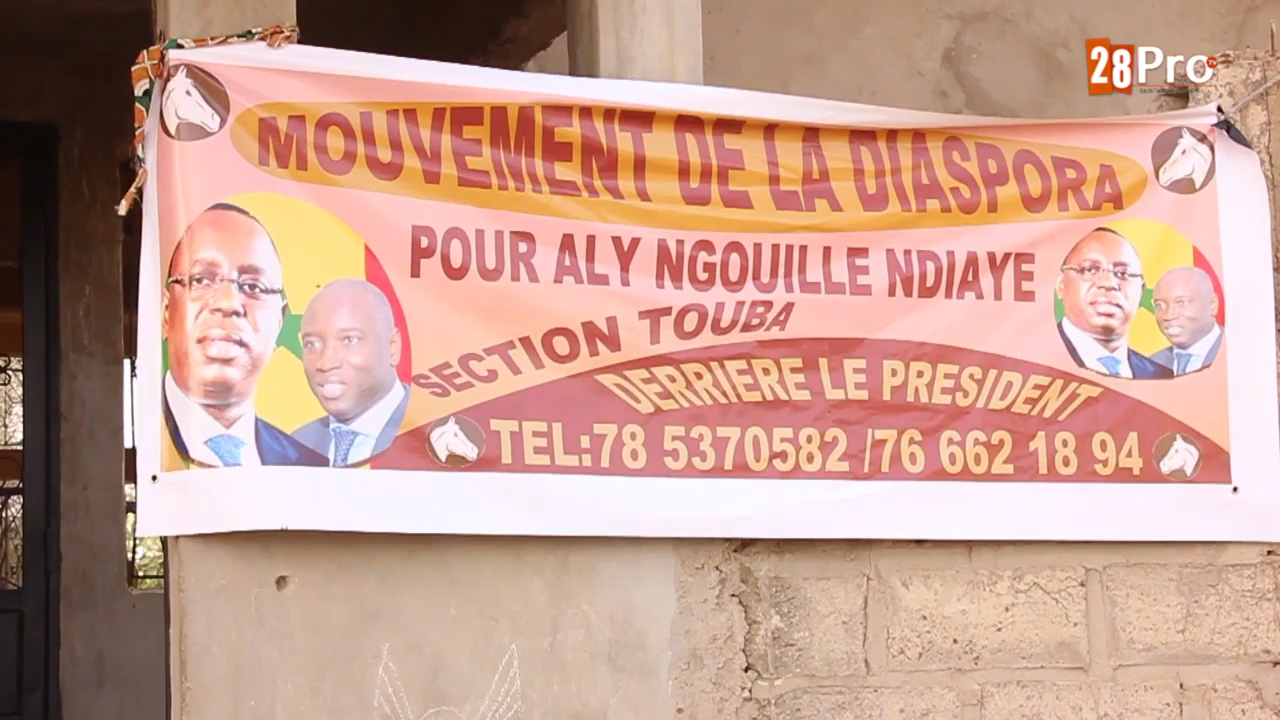 28Pro TV
MOUVEMENT DE LA DIASPORA
POUR ALY NGOUILLE NDIAYE
SECTION TOUBA
DERRIERE LE PRESIDENT
TEL:78 5370582 /76 662 18 94